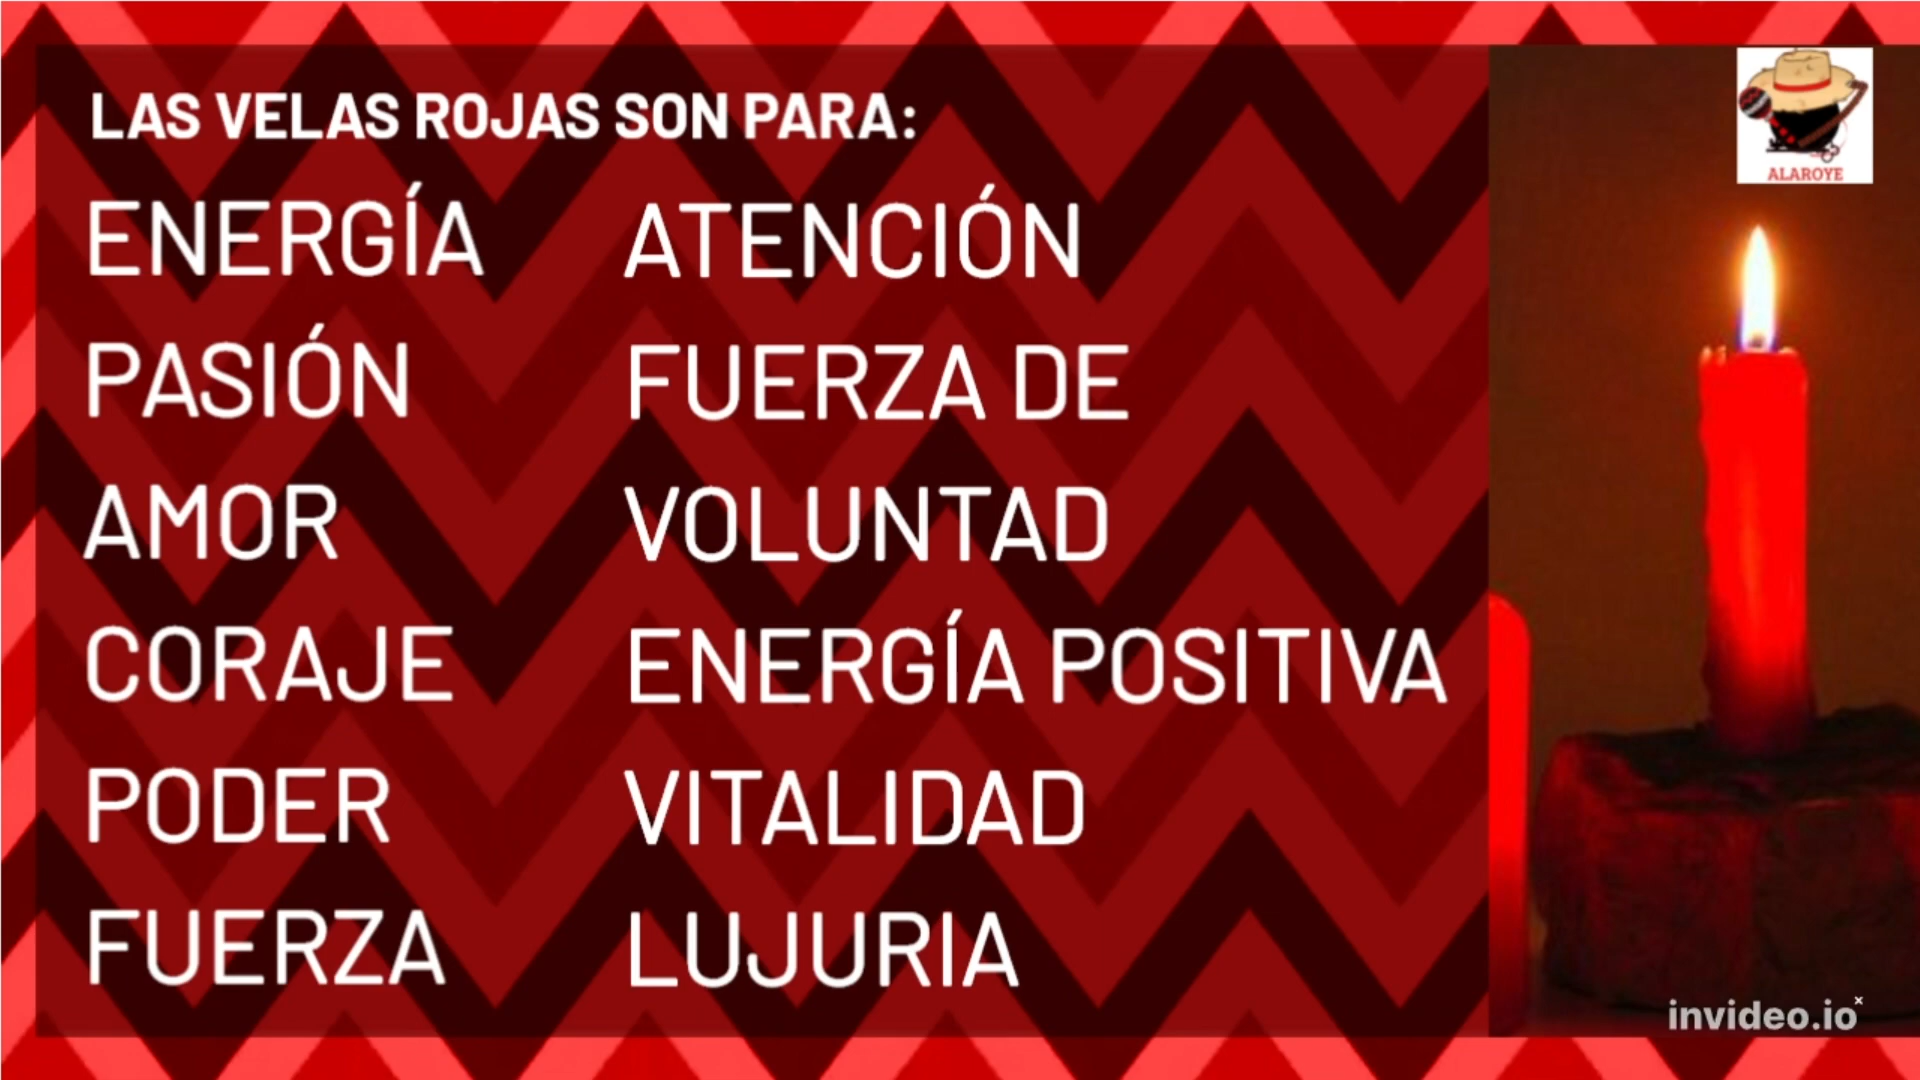 LAS VELAS ROJAS SON PARA:
ENERGÍA
PASIÓN
AMOR
CORAJE
PODER
FUERZA
ATENCIÓN
FUERZA DE
VOLUNTAD
ENERGÍA POSITIVA
VITALIDAD
LUJURIA
ALAROYE
invideo.io